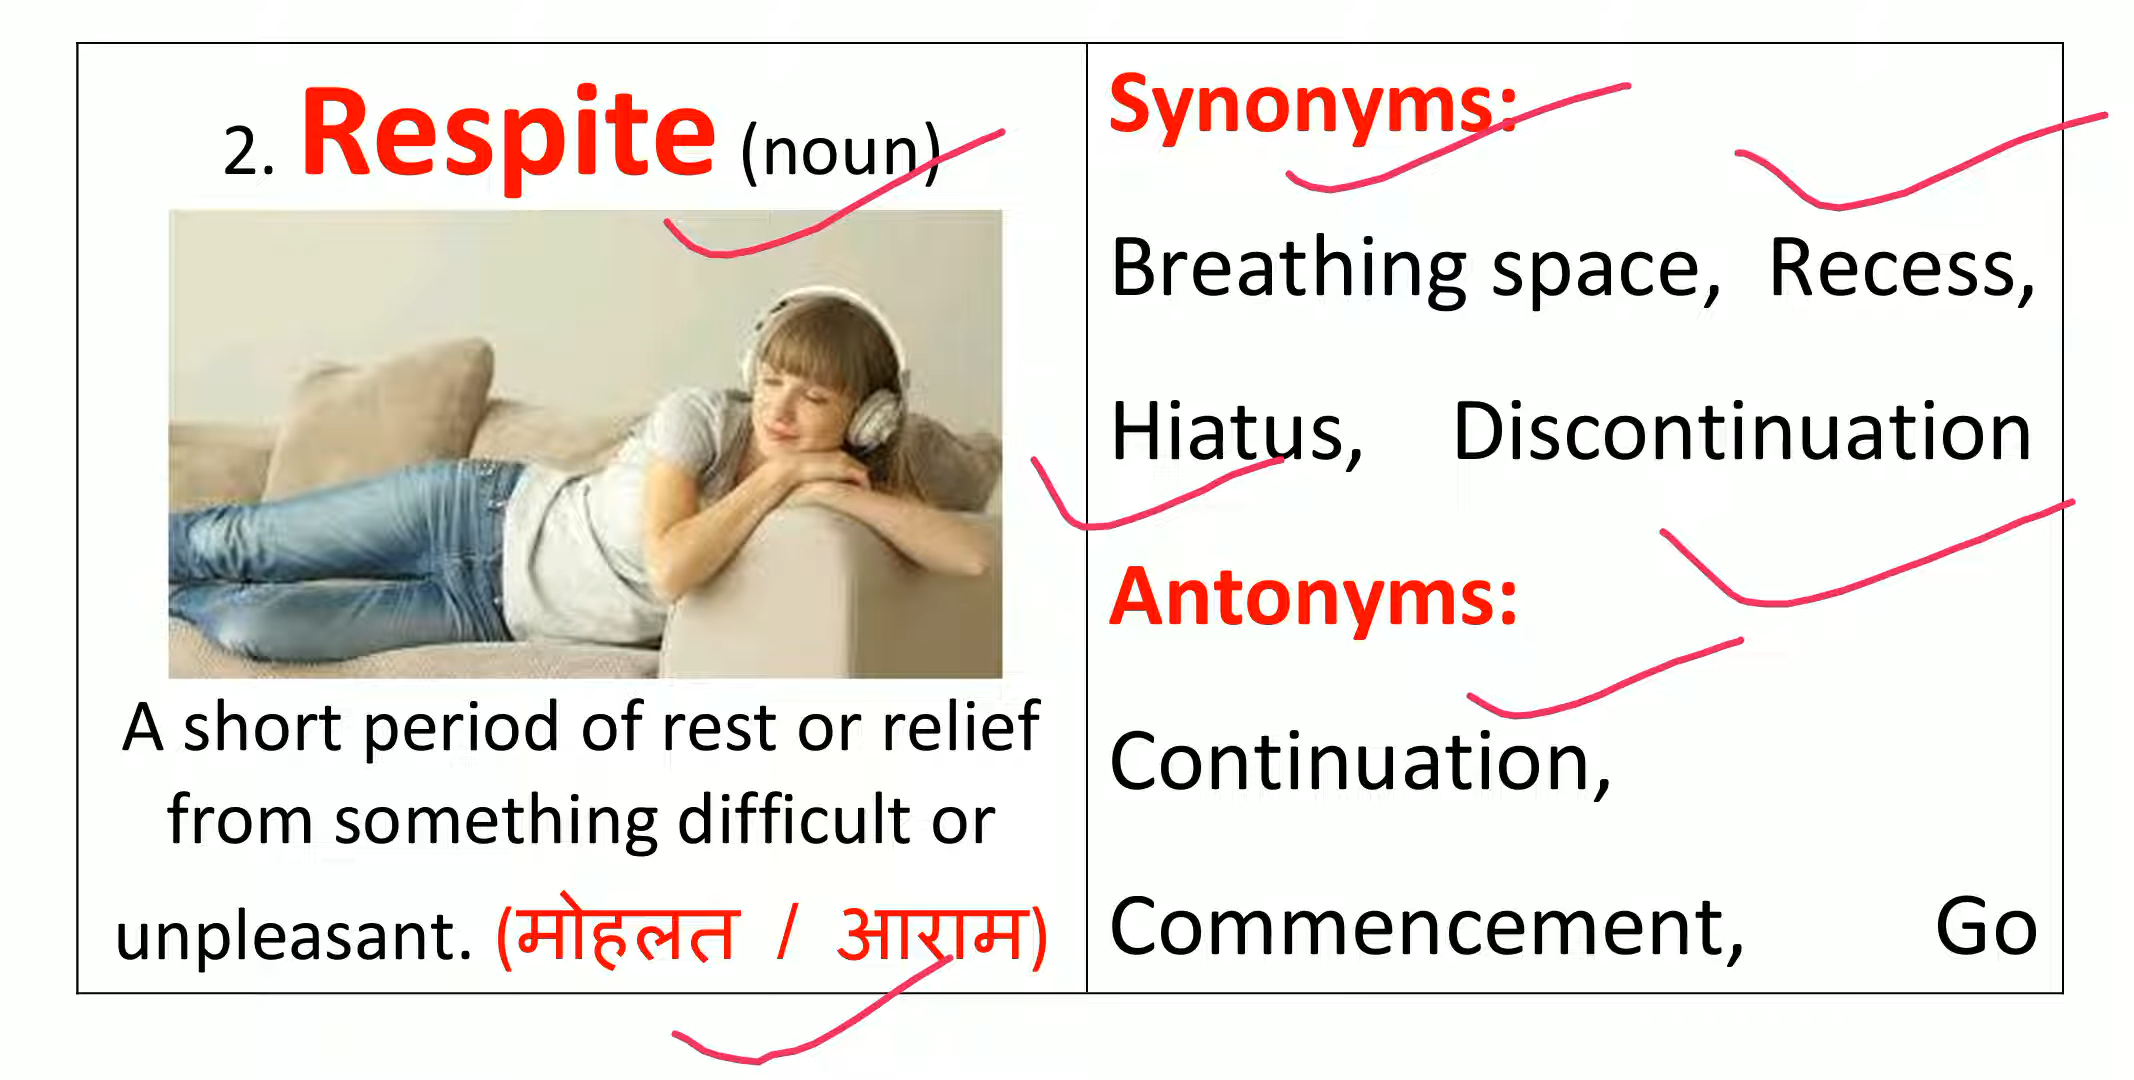 2. Respite (noun)
A short period of rest or relief
from something difficult or
unpleasant. (मोहलत / आराम)
Synonyms:
Breathing space, Recess,
Hiatus, Discontinuation
Antonyms:
Continuation,
Commencement, Go